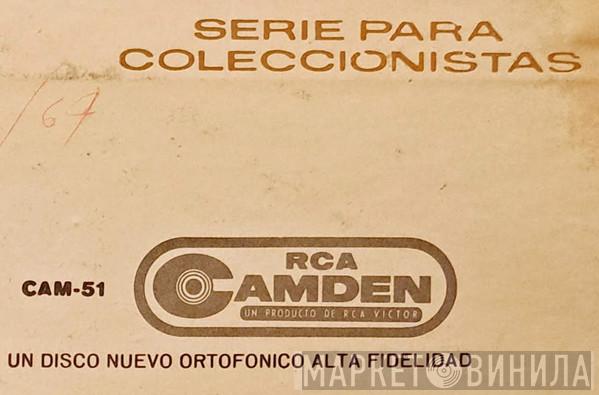 SERIE PARA
COLECCIONISTAS
/67
RCA
CAMDEN
UN PRODUCTO DE RCA VICTOR
CAM-51
UN DISCO NUEVO ORTOFONICO ALTA FIDELIDAD
МАРКЕТ ВИНИЛА